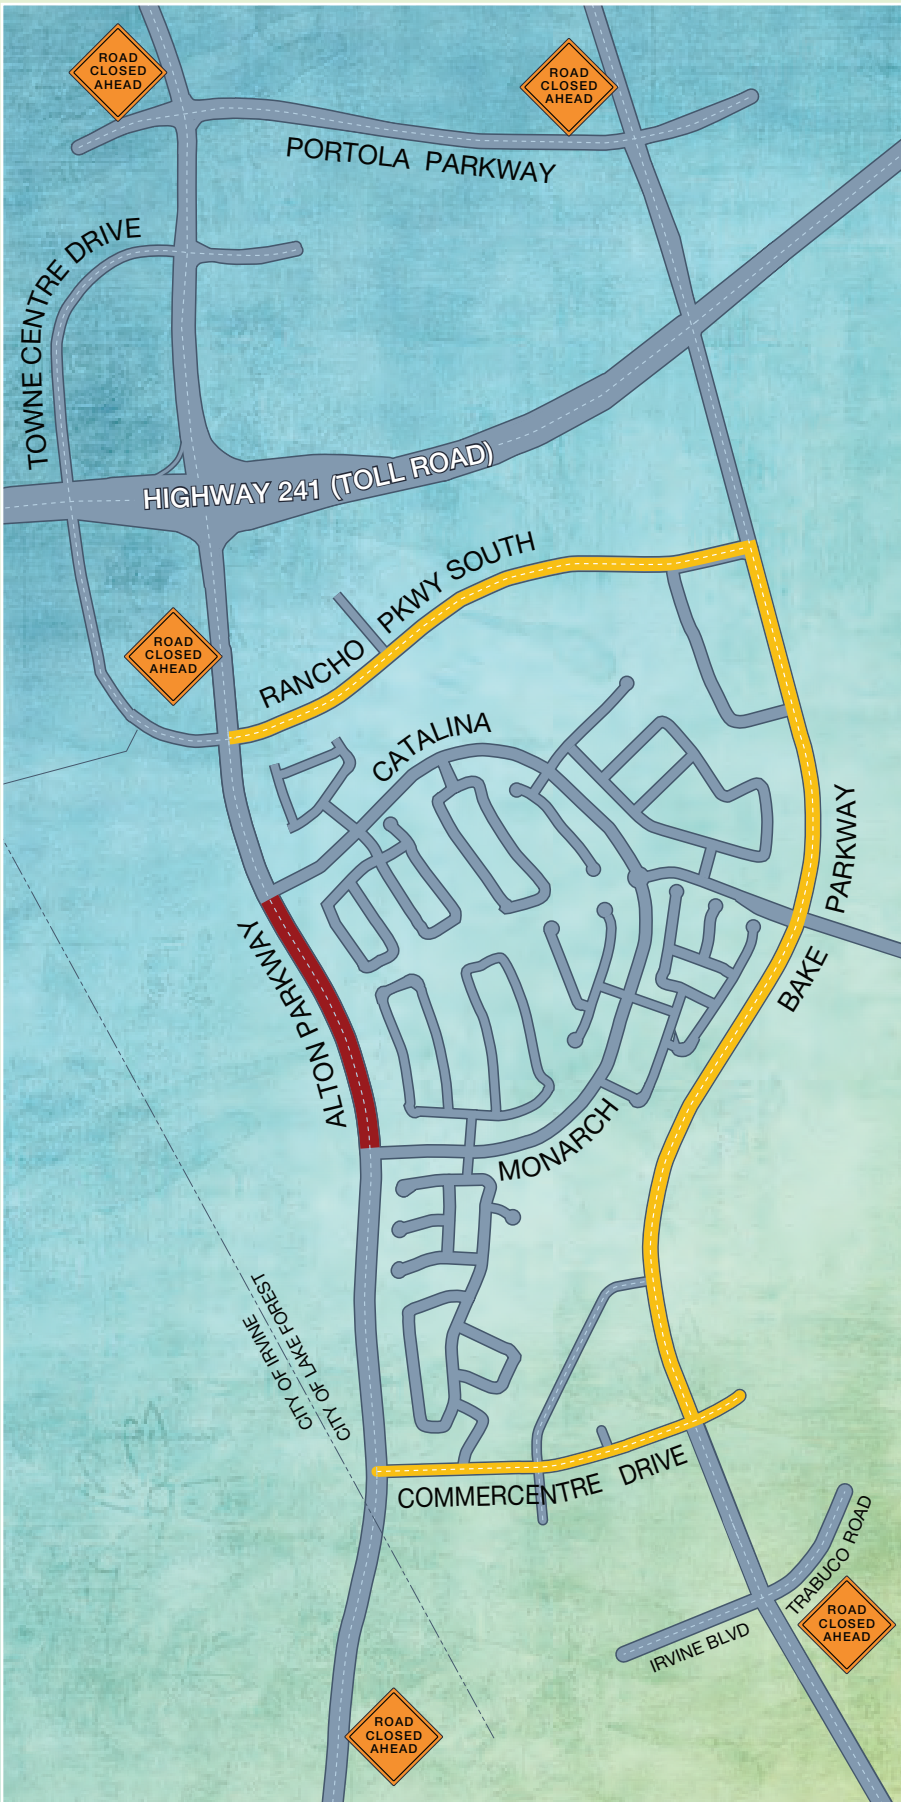 ROAD
CLOSED
AHEAD
ROAD
CLOSED
AHEAD
PORTOLA PARKWAY
TOWNE CENTRE DRIVE
HIGHWAY 241 (TOLL ROAD)
RANCHO PKWY SOUTH
ROAD
CLOSED
AHEAD
CATALINA
PARKWAY
BAKE
ALTON PARKWAY
MONARCH
CITY OF IRVINE
CITY OF LAKE FOREST
COMMERCENTRE DRIVE
TRABUCO ROAD
IRVINE BLVD
ROAD
CLOSED
AHEAD
ROAD
CLOSED
AHEAD